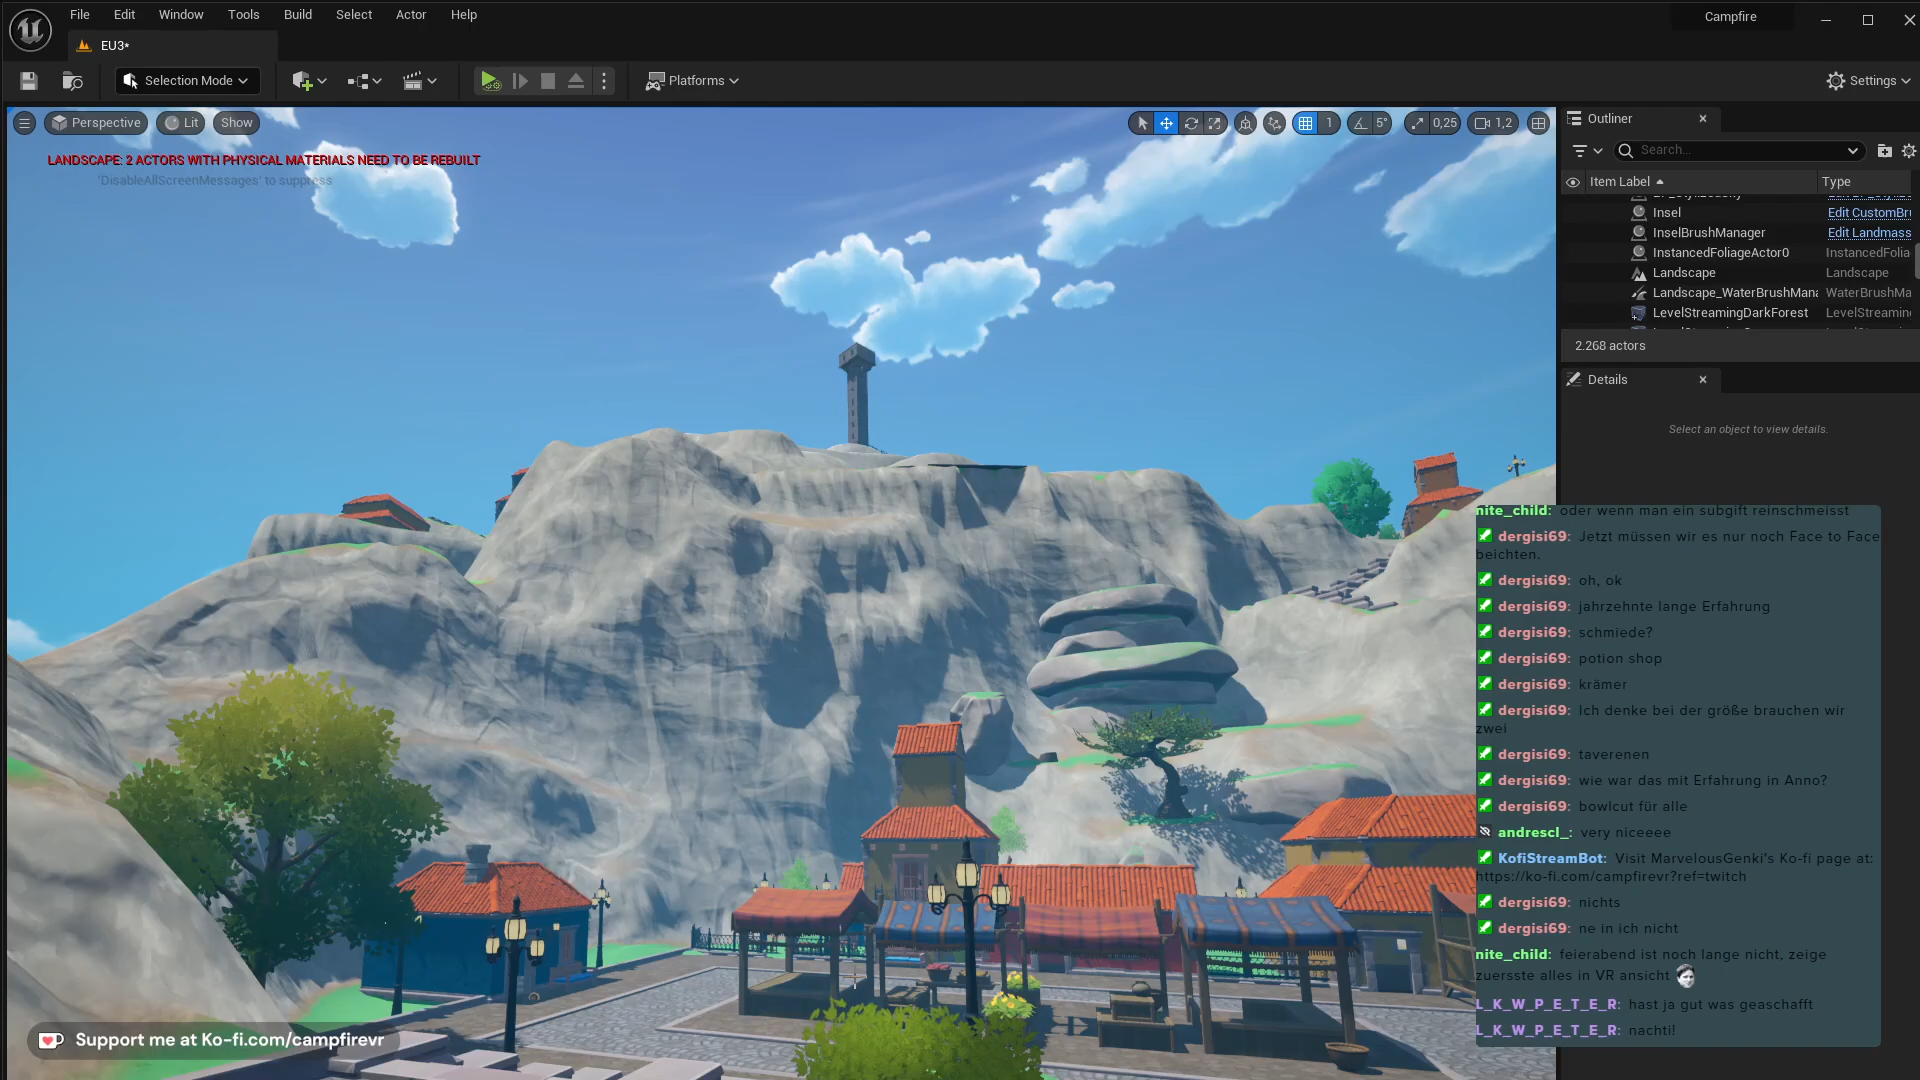 File Edit Window Tools Build Select Actor Help
Campfire
EU3*
Selection Mode
Platforms
Settings
Perspective Lit Show
1 5° 0,25 1,2
LANDSCAPE: 2 ACTORS WITH PHYSICAL MATERIALS NEED TO BE REBUILT
'DisableAllScreenMessages' to suppress
Outliner
Search...
Item Label Type
Insel Edit CustomBru
InselBrushManager Edit Landmass
InstancedFoliageActor0 InstancedFolia
Landscape Landscape
Landscape_WaterBrushMana WaterBrushMa
LevelStreamingDarkForest LevelStreaming
2.268 actors
Details
Select an object to view details.
nite_child: oder wenn man ein subgift reinschmeisst
dergisi69: Jetzt müssen wir es nur noch Face to Face
beichten.
dergisi69: oh, ok
dergisi69: jahrzehnte lange Erfahrung
dergisi69: schmiede?
dergisi69: potion shop
dergisi69: krämer
dergisi69: Ich denke bei der größe brauchen wir
zwei
dergisi69: taverenen
dergisi69: wie war das mit Erfahrung in Anno?
dergisi69: bowlcut für alle
andrescl_: very niceeee
KofiStreamBot: Visit MarvelousGenki's Ko-fi page at:
https://ko-fi.com/campfirevr?ref=twitch
dergisi69: nichts
dergisi69: ne in ich nicht
nite_child: feierabend ist noch lange nicht, zeige
zuersste alles in VR ansicht
L_K_W_P_E_T_E_R: hast ja gut was geaschafft
L_K_W_P_E_T_E_R: nachti!
Support me at Ko-fi.com/campfirevr